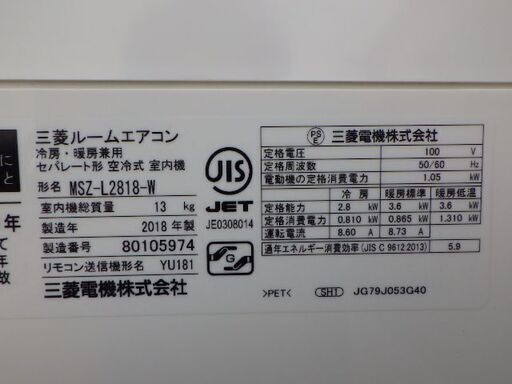 に
と
年
て
年
故
三菱ルームエアコン
冷房・暖房兼用
セパレート形 空冷式 室内機
形名 MSZ-L2818-W
室内機総質量 13 kg
製造年 2018 年製
製造番号 80105974
リモコン送信機形名 YU181
三菱電機株式会社
JIS
JET
JE0308014
G
PS
E 三菱電機株式会社
定格電圧 100 V
定格周波数 50/60 Hz
電動機の定格消費電力 1.05 kW
冷 房 暖房標準 暖房低温
定格能力 2.8 kW 3.6 kW 3.6 kW
定格消費電力 0.810 kW 0.865 kW 1.310 kW
運転電流 8.60 A 8.73 A
通年エネルギー消費効率 (JIS C 9612:2013) 5.9
>PET< SH1 JG79J053G40